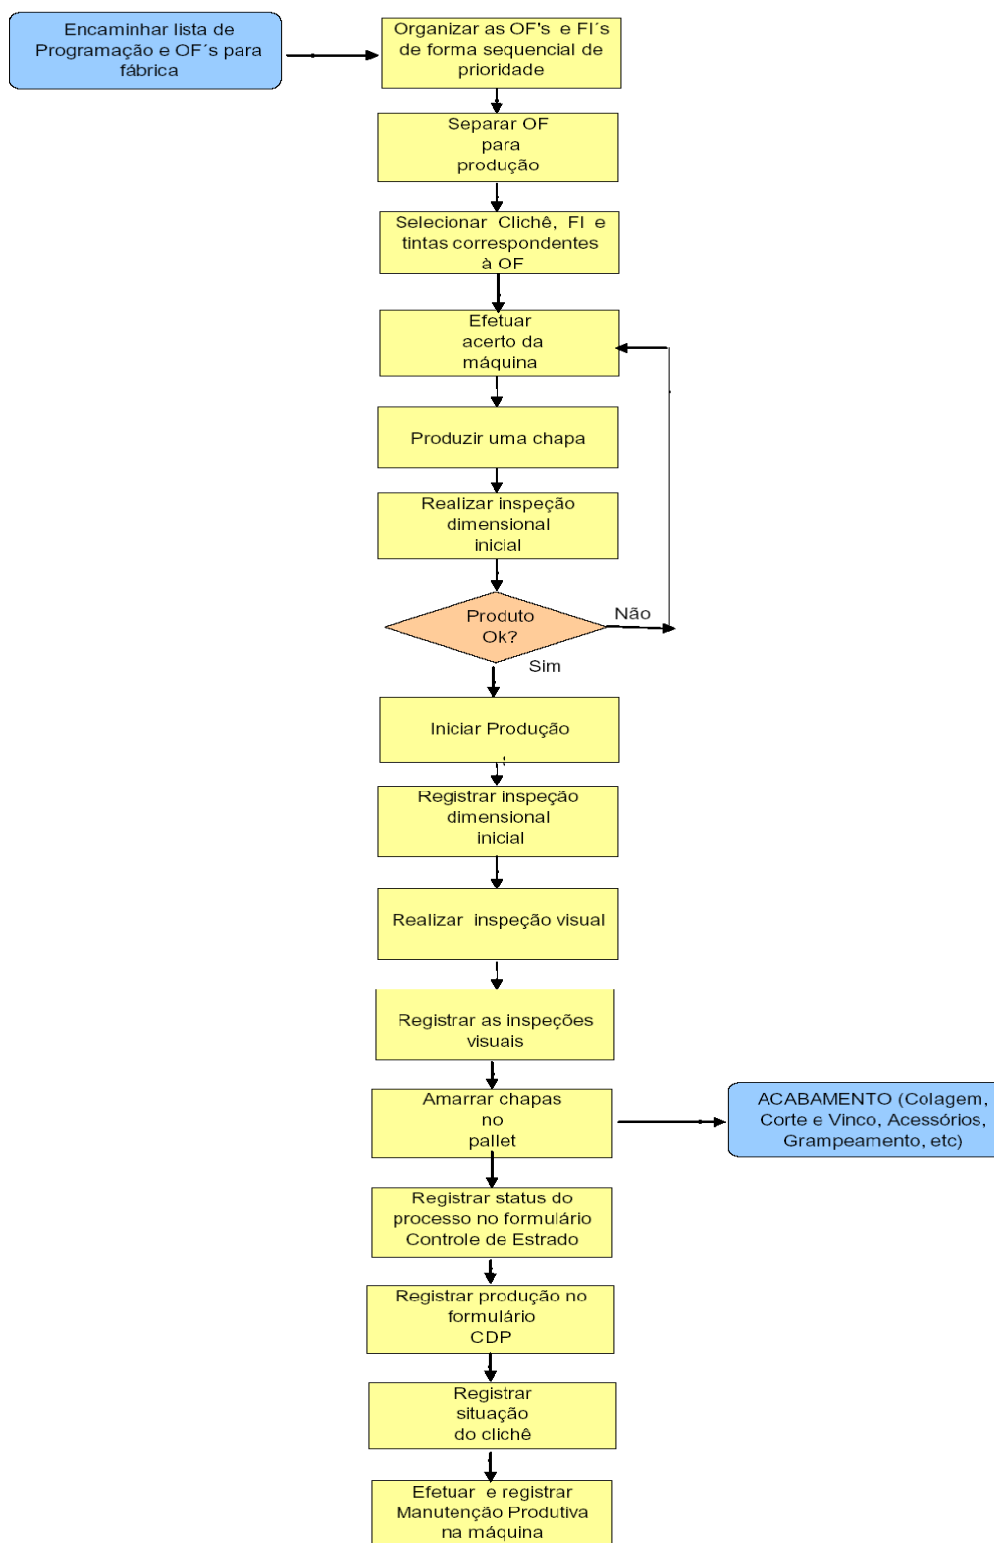 Encaminhar lista de
Programação e OF´s para
fábrica
Organizar as OF's e FI´s
de forma sequencial de
prioridade
Separar OF
para
produção
Selecionar Clichê, FI e
tintas correspondentes
à OF
Efetuar
acerto da
máquina
Produzir uma chapa
Realizar inspeção
dimensional
inicial
Produto
Ok?
Não
Sim
Iniciar Produção
Registrar inspeção
dimensional
inicial
Realizar inspeção visual
Registrar as inspeções
visuais
Amarrar chapas
no
pallet
ACABAMENTO (Colagem,
Corte e Vinco, Acessórios,
Grampeamento, etc)
Registrar status do
processo no formulário
Controle de Estrado
Registrar produção no
formulário
CDP
Registrar
situação
do clichê
Efetuar e registrar
Manutenção Produtiva
na máquina